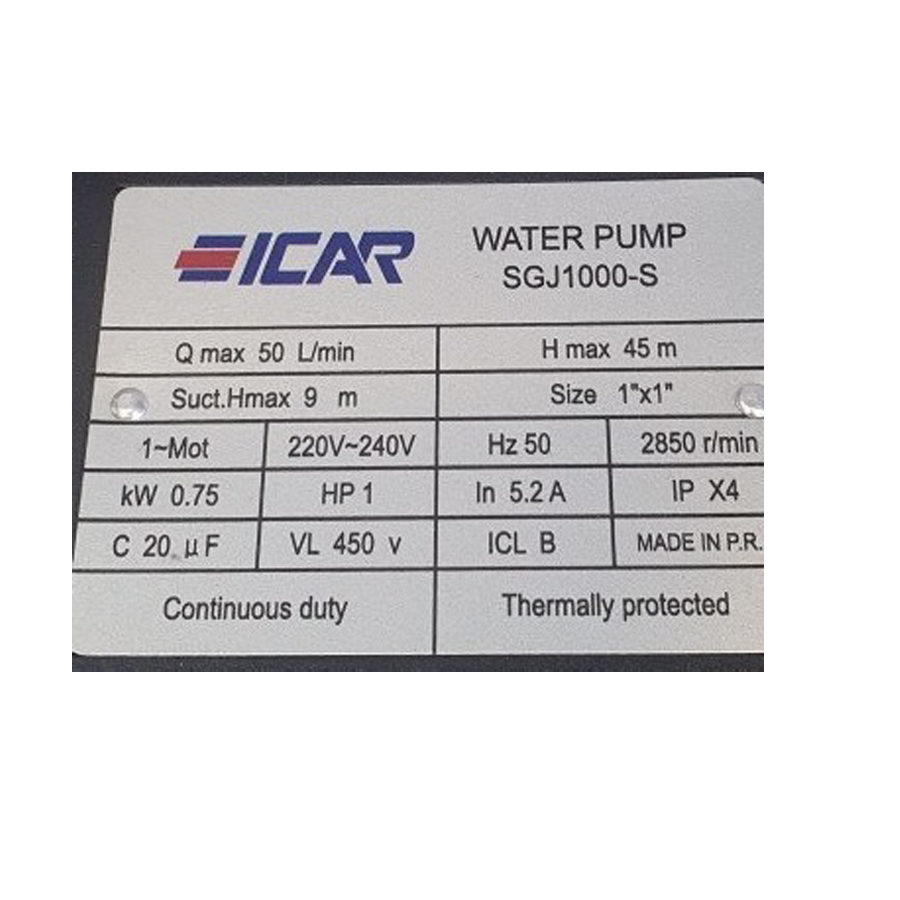 ICAR
WATER PUMP
SGJ1000-S
Q max 50 L/min H max 45 m
Suct.Hmax 9 m Size 1"x1"
1~Mot 220V~240V Hz 50 2850 r/min
kW 0.75 HP 1 In 5.2 A IP X4
C 20 µF VL 450 v ICL B MADE IN P.R.
Continuous duty Thermally protected